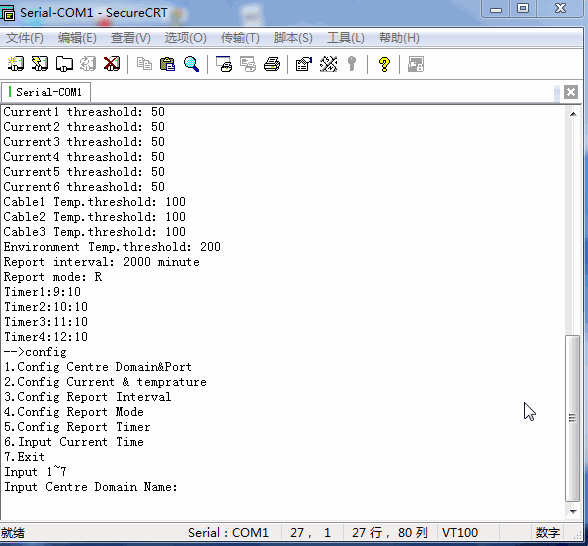 Serial-COM1 - SecureCRT
文件(F) 编辑(E) 查看(V) 选项(O) 传输(T) 脚本(S) 工具(L) 帮助(H)
Serial-COM1
Current1 threashold: 50
Current2 threashold: 50
Current3 threashold: 50
Current4 threashold: 50
Current5 threashold: 50
Current6 threashold: 50
Cable1 Temp.threshold: 100
Cable2 Temp.threshold: 100
Cable3 Temp.threshold: 100
Environment Temp.threshold: 200
Report interval: 2000 minute
Report mode: R
Timer1:9:10
Timer2:10:10
Timer3:11:10
Timer4:12:10
-->config
1.Config Centre Domain&Port
2.Config Current & temprature
3.Config Report Interval
4.Config Report Mode
5.Config Report Timer
6.Input Current Time
7.Exit
Input 1~7
Input Centre Domain Name:
就绪 Serial: COM1 27, 1 27 行, 80 列 VT100 数字